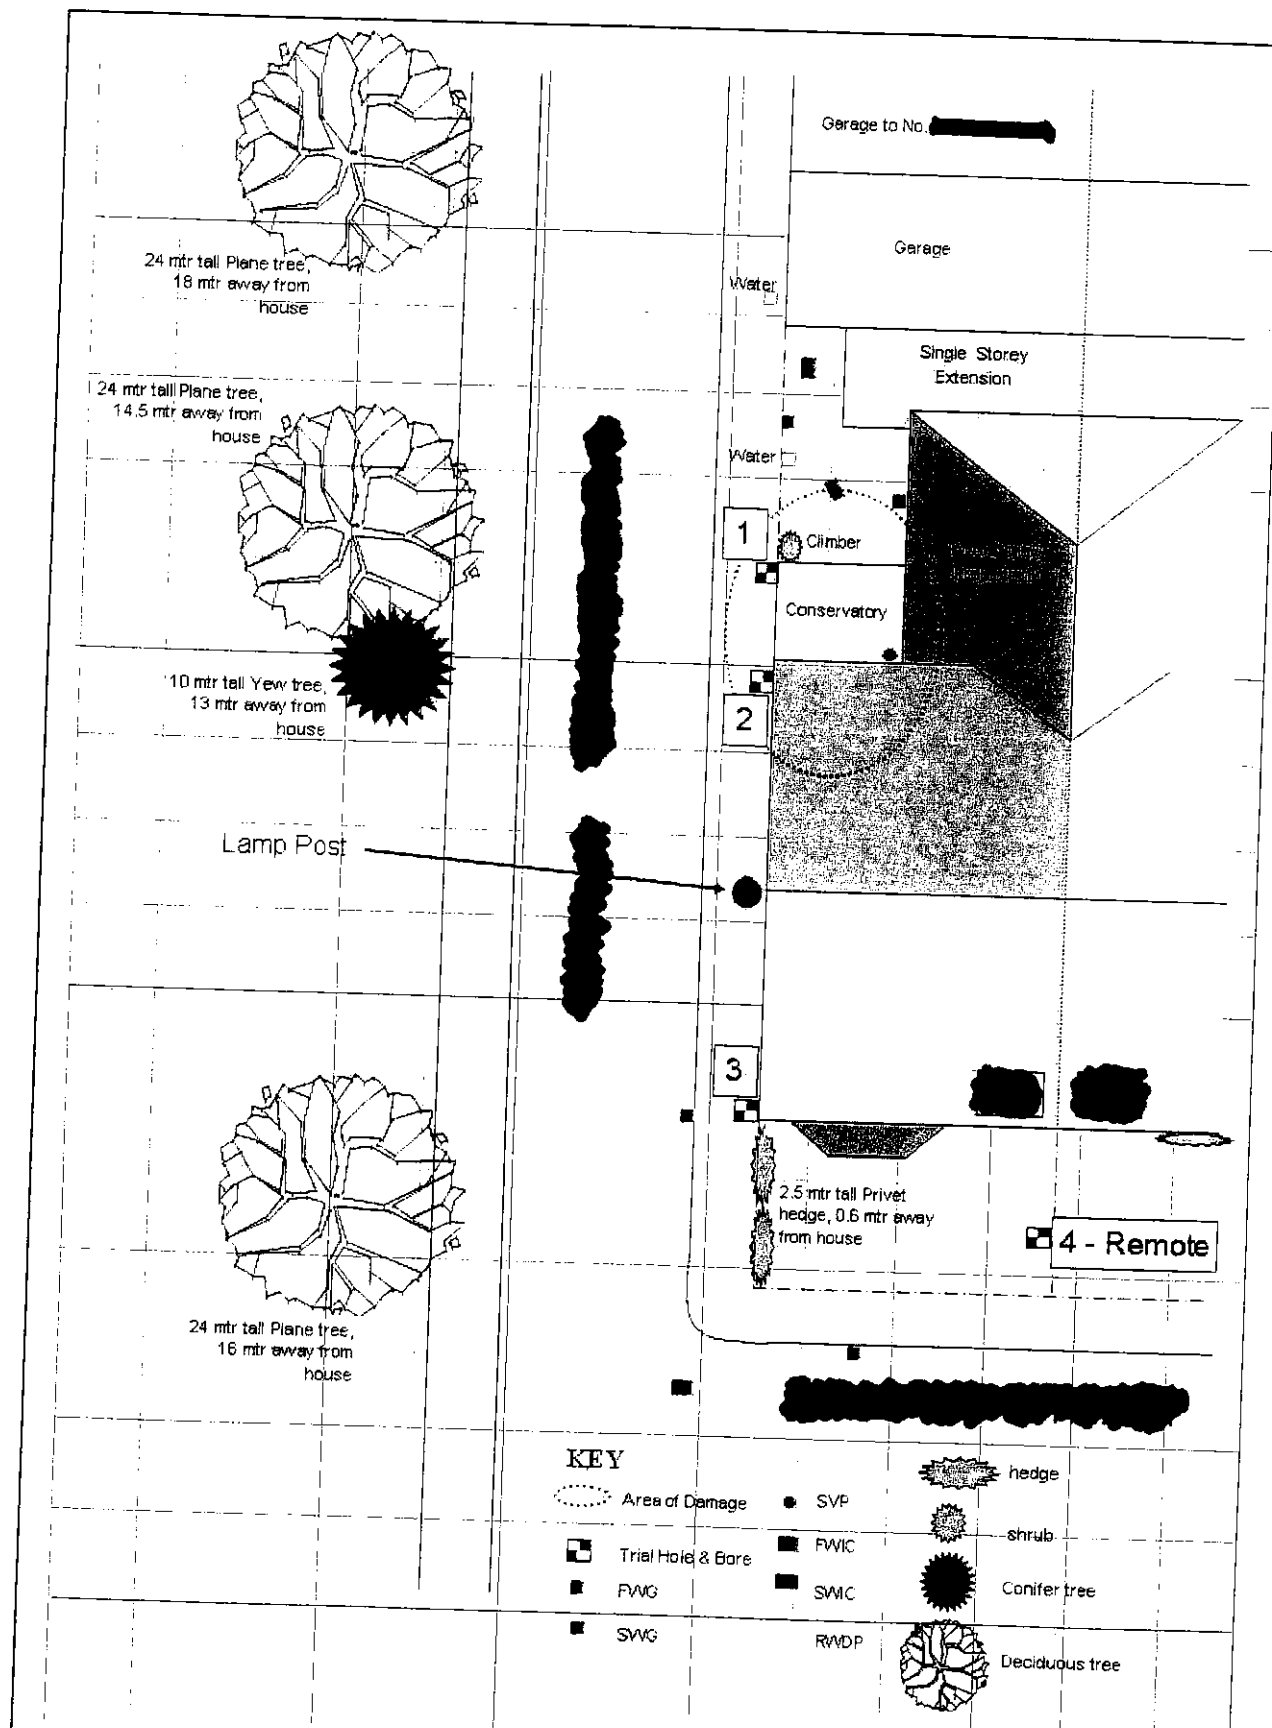 Garage to No.
Garage
24 mtr tall Plane tree,
18 mtr away from
house
Water
Single Storey
Extension
24 mtr tall Plane tree,
14.5 mtr away from
house
Water
1
Climber
Conservatory
10 mtr tall Yew tree,
13 mtr away from
house
2
Lamp Post
3
2.5 mtr tall Privet
hedge, 0.6 mtr away
from house
4 - Remote
24 mtr tall Plane tree,
16 mtr away from
house
KEY
Area of Damage
SVP
hedge
Trial Hole & Bore
FWIC
shrub
FWG
SWIC
Conifer tree
SWG
RWDP
Deciduous tree